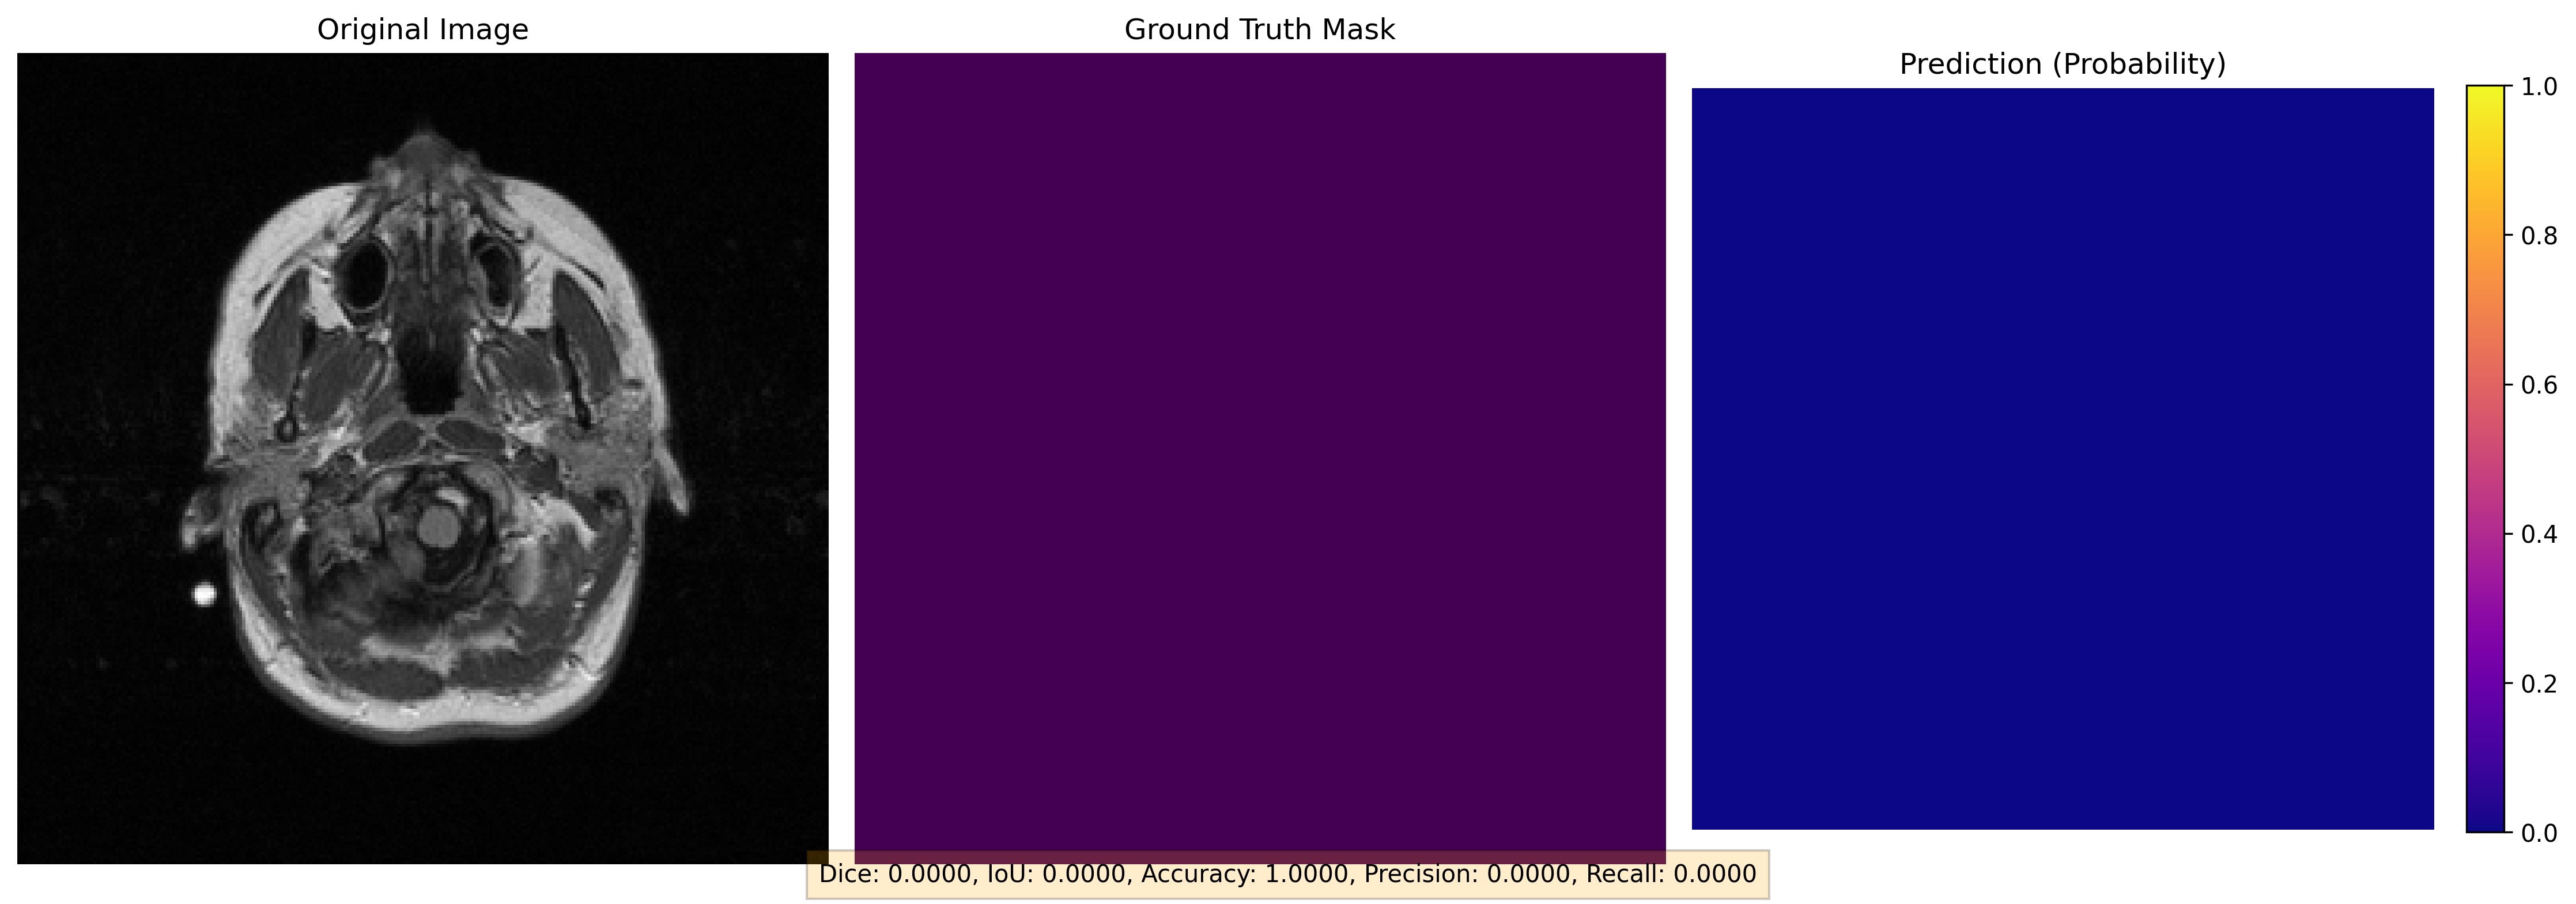 Original Image
Ground Truth Mask
Prediction (Probability)
1.0
0.8
0.6
0.4
0.2
0.0
Dice: 0.0000, IoU: 0.0000, Accuracy: 1.0000, Precision: 0.0000, Recall: 0.0000